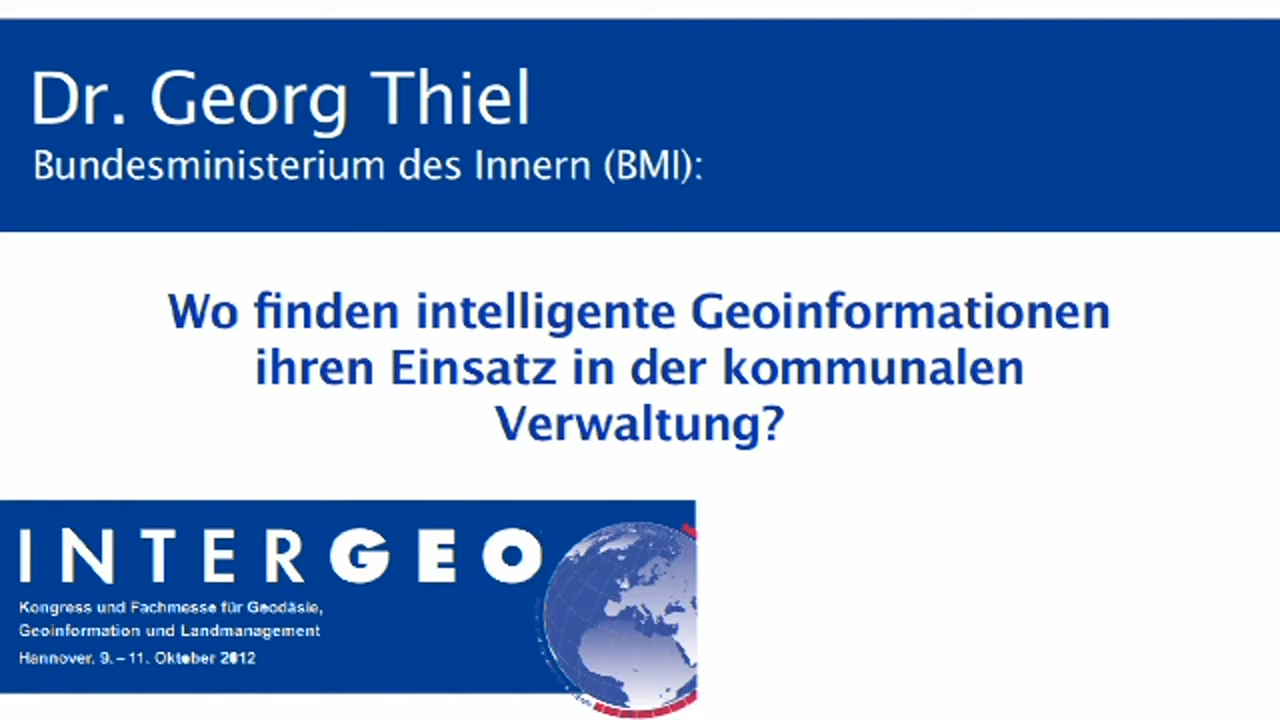 Dr. Georg Thiel
Bundesministerium des Innern (BMI):
Wo finden intelligente Geoinformationen
ihren Einsatz in der kommunalen
Verwaltung?
INTERGEO
Kongress und Fachmesse für Geodäsie,
Geoinformation und Landmanagement
Hannover, 9. – 11. Oktober 2012